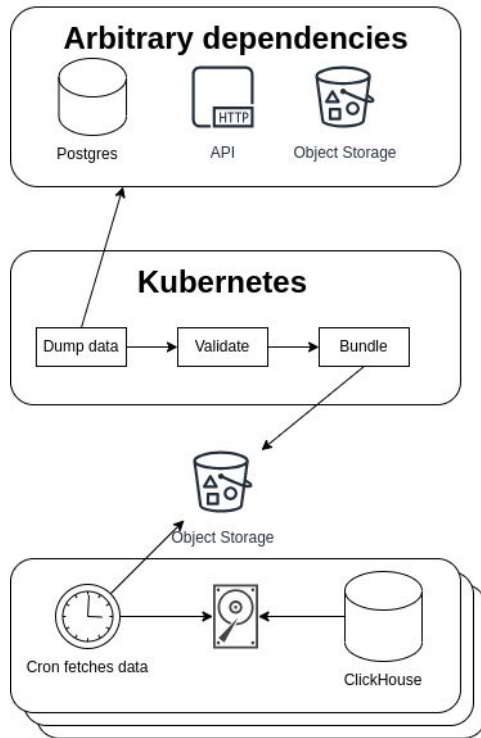 Arbitrary dependencies
HTTP
Postgres
API
Object Storage
Kubernetes
Dump data
Validate
Bundle
Object Storage
Cron fetches data
ClickHouse